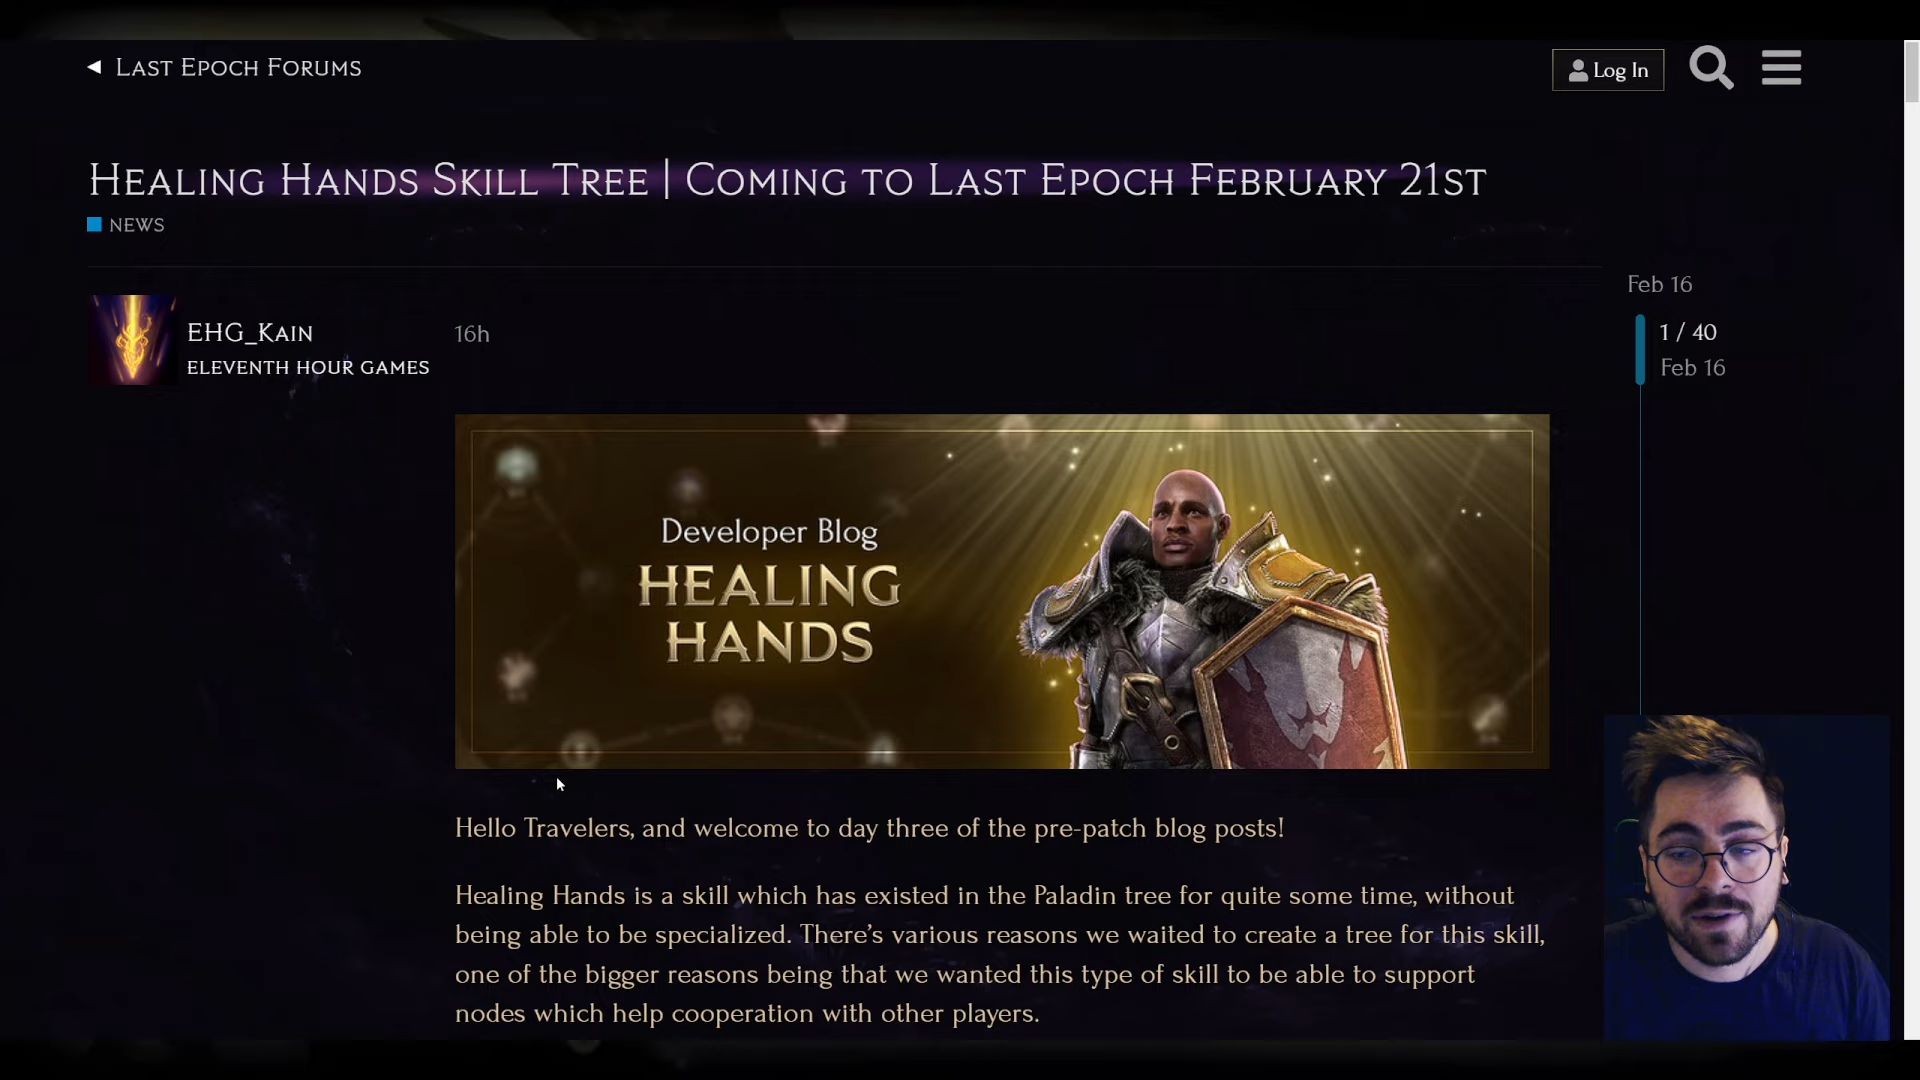 Last Epoch Forums
Log In
Healing Hands Skill Tree | Coming to Last Epoch February 21st
NEWS
Feb 16
EHG_Kain
16h
1 / 40
ELEVENTH HOUR GAMES
Feb 16
Developer Blog
HEALING
HANDS
Hello Travelers, and welcome to day three of the pre-patch blog posts!
Healing Hands is a skill which has existed in the Paladin tree for quite some time, without
being able to be specialized. There's various reasons we waited to create a tree for this skill,
one of the bigger reasons being that we wanted this type of skill to be able to support
nodes which help cooperation with other players.